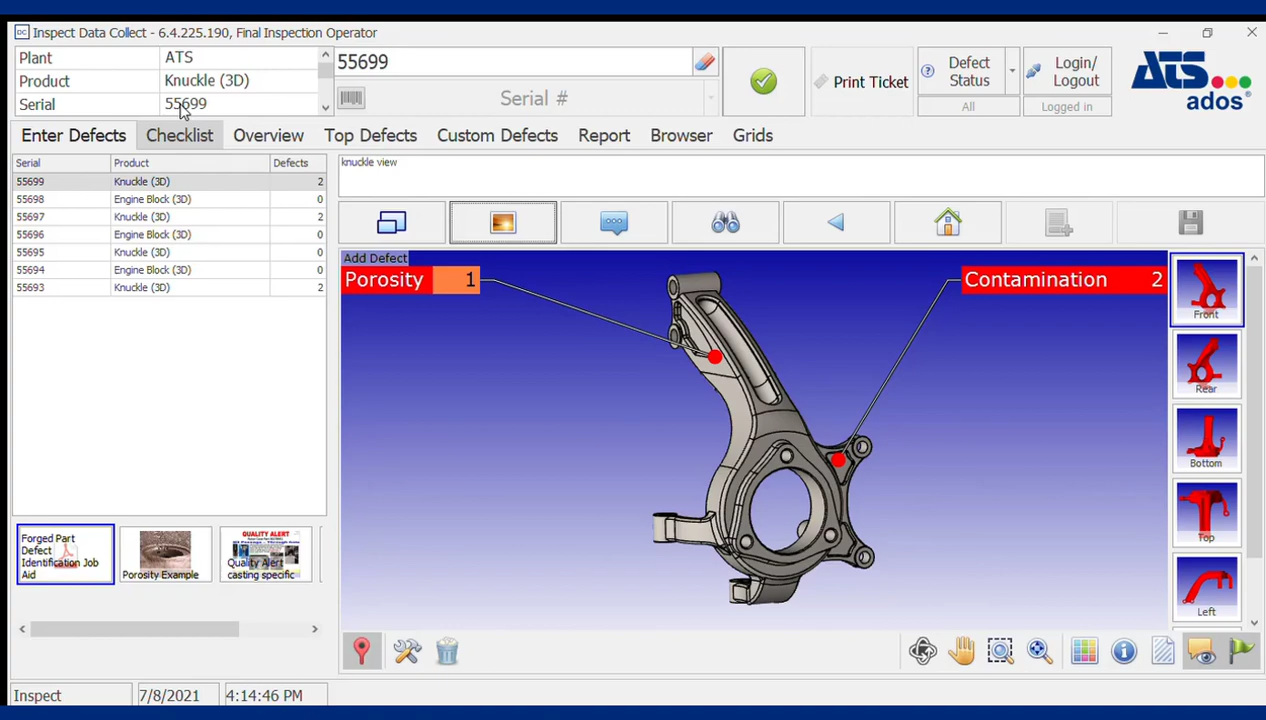 Inspect Data Collect - 6.4.225.190, Final Inspection Operator
Plant ATS
Product Knuckle (3D)
Serial 55699
55699
Serial #
Print Ticket
Defect Status
All
Login/ Logout
Logged in
ATS ados®
Enter Defects Checklist Overview Top Defects Custom Defects Report Browser Grids
Serial Product Defects
55699 Knuckle (3D) 2
55698 Engine Block (3D) 0
55697 Knuckle (3D) 2
55696 Engine Block (3D) 0
55695 Knuckle (3D) 0
55694 Engine Block (3D) 0
55693 Knuckle (3D) 2
knuckle view
Add Defect
Porosity 1
Contamination 2
Front
Rear
Bottom
Top
Left
Forged Part
Defect
Identification Job
Aid
Porosity Example
QUALITY ALERT
Quality Alert
casting specific
Inspect 7/8/2021 4:14:46 PM